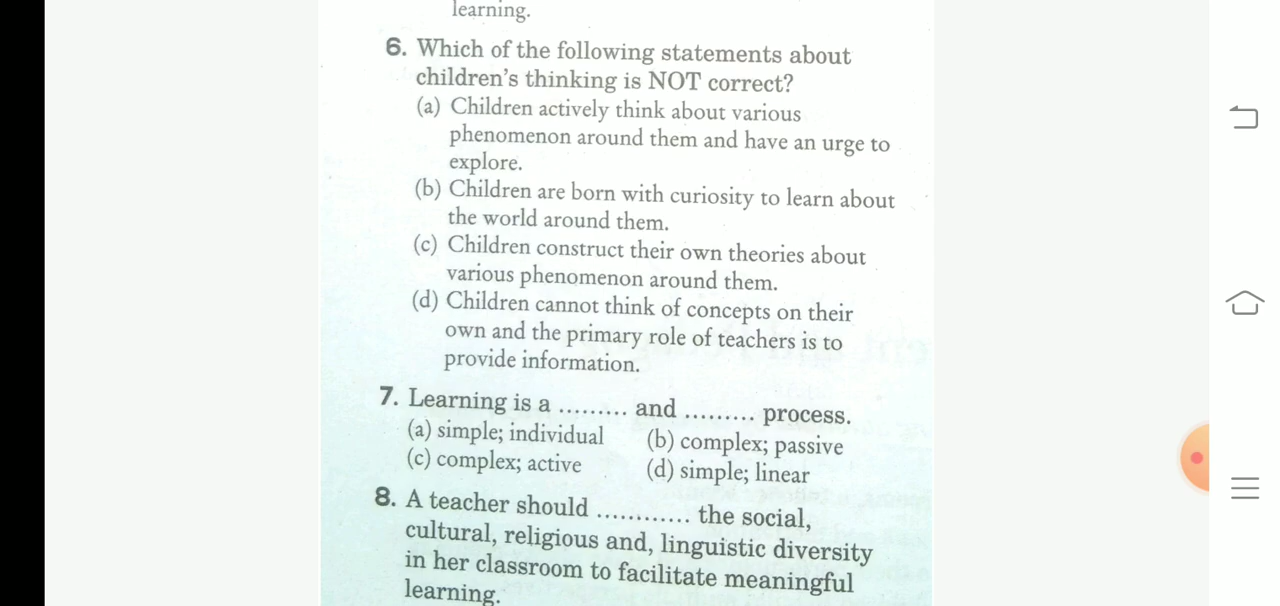 learning.
6. Which of the following statements about
children's thinking is NOT correct?
(a) Children actively think about various
phenomenon around them and have an urge to
explore.
(b) Children are born with curiosity to learn about
the world around them.
(c) Children construct their own theories about
various phenomenon around them.
(d) Children cannot think of concepts on their
own and the primary role of teachers is to
provide information.
7. Learning is a ......... and ......... process.
(a) simple; individual (b) complex; passive
(c) complex; active (d) simple; linear
8. A teacher should ............ the social,
cultural, religious and, linguistic diversity
in her classroom to facilitate meaningful
learning.